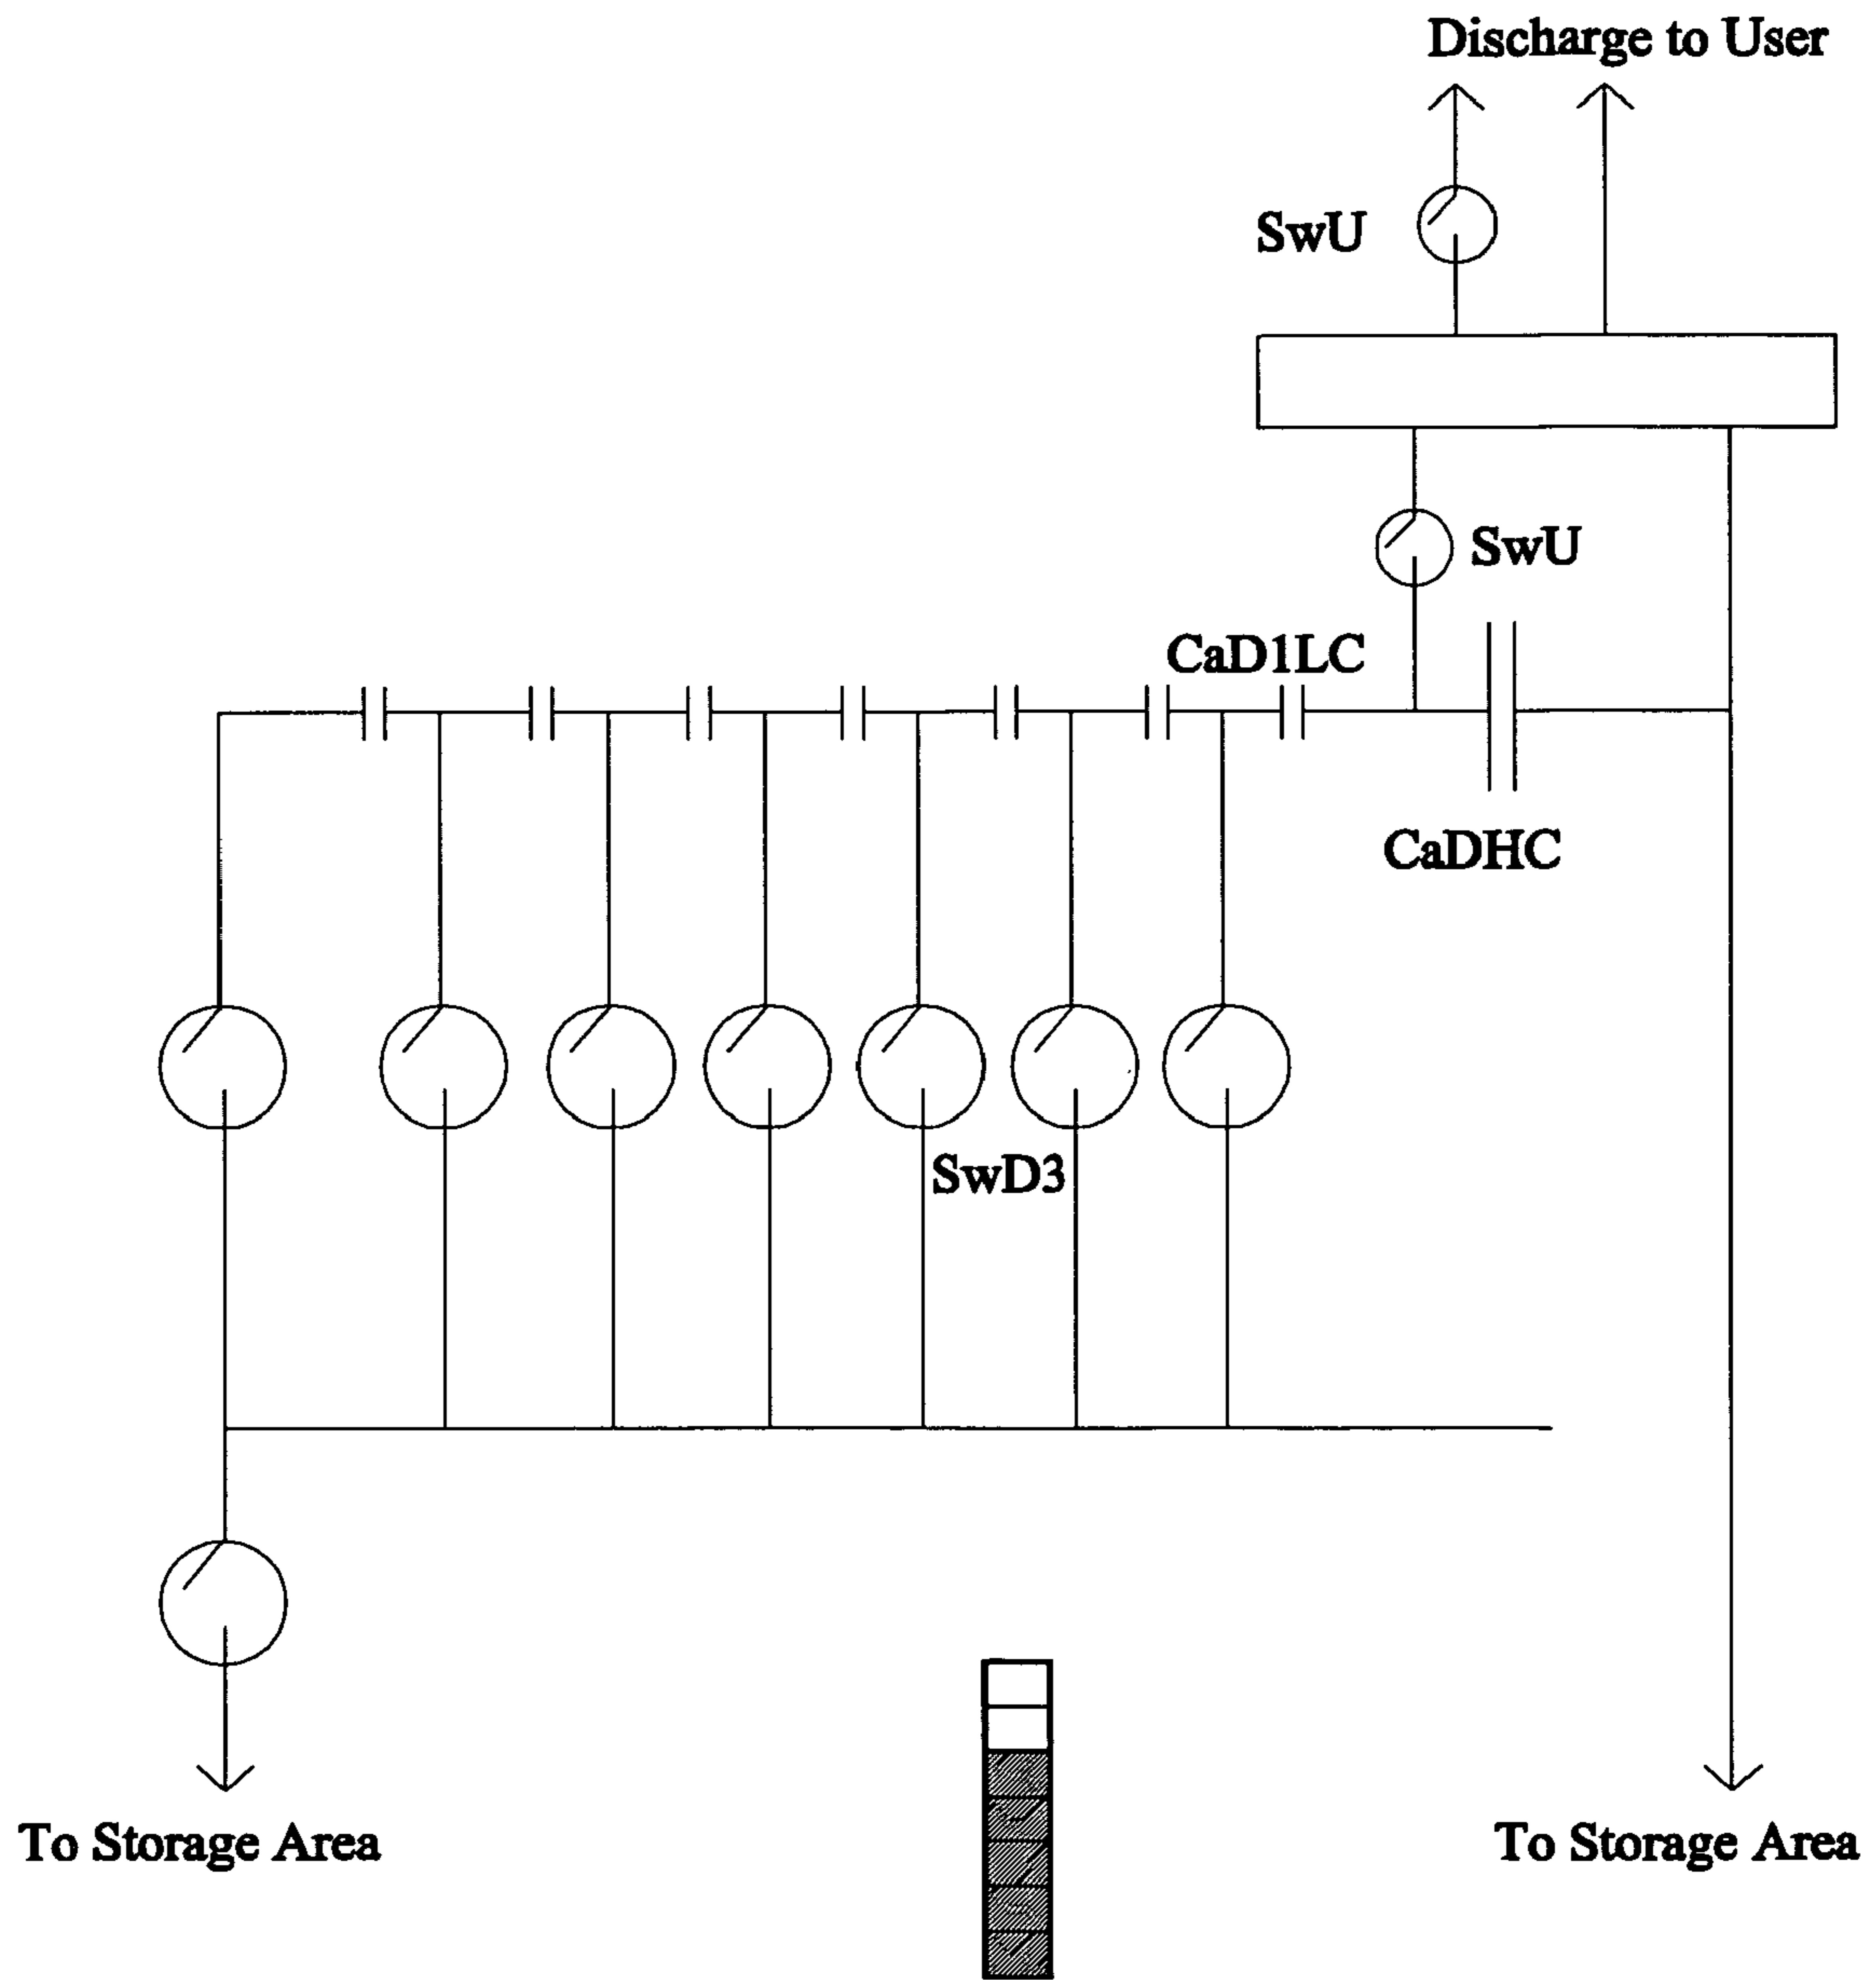 Discharge to User
SwU
SwU
CaD1LC
CaDHC
SwD3
To Storage Area
To Storage Area